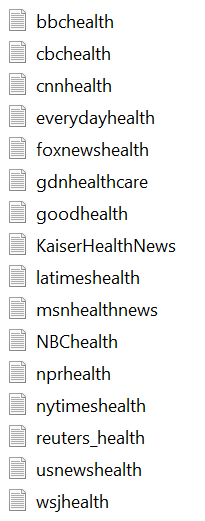 bbchealth
cbchealth
cnnhealth
everydayhealth
foxnewshealth
gdnhealthcare
goodhealth
KaiserHealthNews
latimeshealth
msnhealthnews
NBChealth
nprhealth
nytimeshealth
reuters_health
usnewshealth
wsjhealth